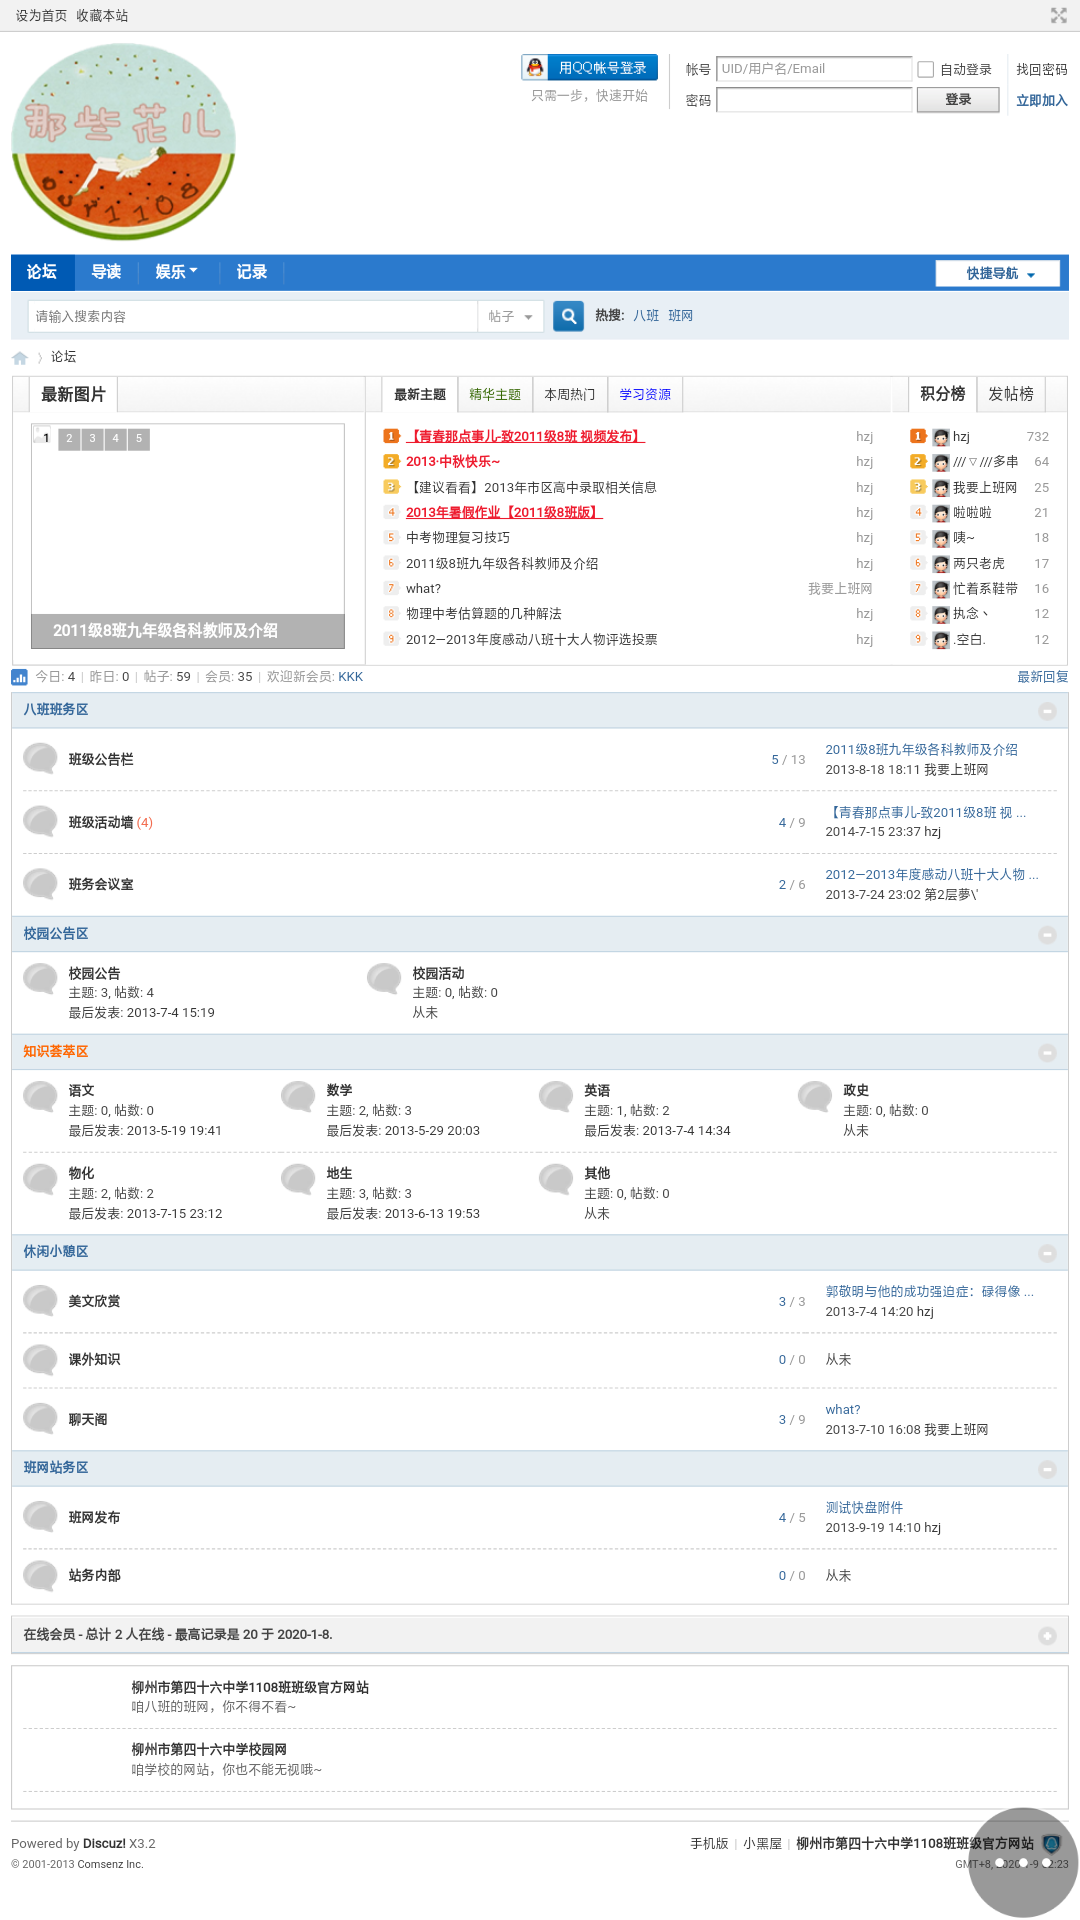 设为首页 收藏本站
那些花儿
our1108
用QQ帐号登录
只需一步，快速开始
帐号 UID/用户名/Email 自动登录 找回密码
密码 登录 立即加入
论坛 导读 娱乐 记录 快捷导航
请输入搜索内容 帖子 热搜: 八班 班网
论坛
最新图片
1 2 3 4 5
2011级8班九年级各科教师及介绍
最新主题 精华主题 本周热门 学习资源
1 【青春那点事儿-致2011级8班 视频发布】 hzj
2 2013·中秋快乐~ hzj
3 【建议看看】2013年市区高中录取相关信息 hzj
4 2013年暑假作业【2011级8班版】 hzj
5 中考物理复习技巧 hzj
6 2011级8班九年级各科教师及介绍 hzj
7 what? 我要上班网
8 物理中考估算题的几种解法 hzj
9 2012—2013年度感动八班十大人物评选投票 hzj
积分榜 发帖榜
1 hzj 732
2 ///▽///多串 64
3 我要上班网 25
4 啦啦啦 21
5 咦~ 18
6 两只老虎 17
7 忙着系鞋带 16
8 执念丶 12
9 .空白. 12
今日: 4 | 昨日: 0 | 帖子: 59 | 会员: 35 | 欢迎新会员: KKK 最新回复
八班班务区
班级公告栏 5 / 13 2011级8班九年级各科教师及介绍
2013-8-18 18:11 我要上班网
班级活动墙 (4) 4 / 9 【青春那点事儿-致2011级8班 视 ...
2014-7-15 23:37 hzj
班务会议室 2 / 6 2012—2013年度感动八班十大人物 ...
2013-7-24 23:02 第2层夢\'
校园公告区
校园公告
主题: 3, 帖数: 4
最后发表: 2013-7-4 15:19
校园活动
主题: 0, 帖数: 0
从未
知识荟萃区
语文
主题: 0, 帖数: 0
最后发表: 2013-5-19 19:41
数学
主题: 2, 帖数: 3
最后发表: 2013-5-29 20:03
英语
主题: 1, 帖数: 2
最后发表: 2013-7-4 14:34
政史
主题: 0, 帖数: 0
从未
物化
主题: 2, 帖数: 2
最后发表: 2013-7-15 23:12
地生
主题: 3, 帖数: 3
最后发表: 2013-6-13 19:53
其他
主题: 0, 帖数: 0
从未
休闲小憩区
美文欣赏 3 / 3 郭敬明与他的成功强迫症：碌得像 ...
2013-7-4 14:20 hzj
课外知识 0 / 0 从未
聊天阁 3 / 9 what?
2013-7-10 16:08 我要上班网
班网站务区
班网发布 4 / 5 测试快盘附件
2013-9-19 14:10 hzj
站务内部 0 / 0 从未
在线会员 - 总计 2 人在线 - 最高记录是 20 于 2020-1-8.
柳州市第四十六中学1108班班级官方网站
咱八班的班网，你不得不看~
柳州市第四十六中学校园网
咱学校的网站，你也不能无视哦~
Powered by Discuz! X3.2 手机版 | 小黑屋 | 柳州市第四十六中学1108班班级官方网站
© 2001-2013 Comsenz Inc. GMT+8,